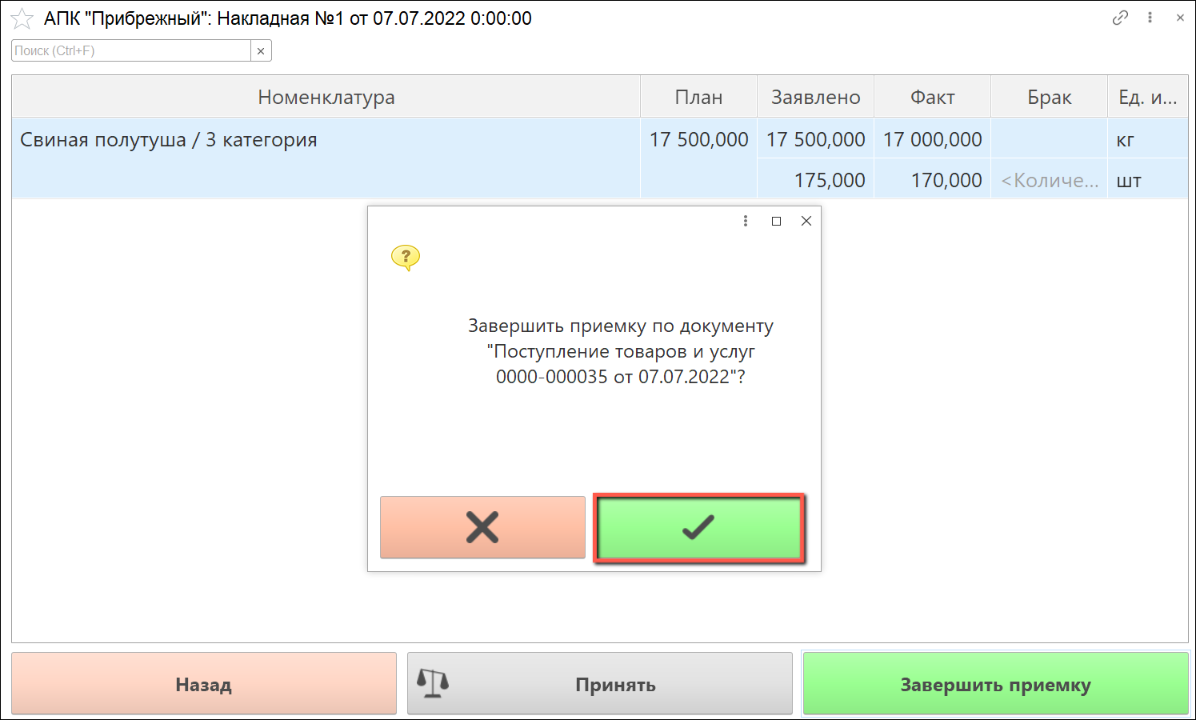 АПК "Прибрежный": Накладная №1 от 07.07.2022 0:00:00
Поиск (Ctrl+F)
Номенклатура План Заявлено Факт Брак Ед. и...
Свиная полутуша / 3 категория 17 500,000 17 500,000 17 000,000 кг
175,000 170,000 <Количе... шт
Завершить приемку по документу
"Поступление товаров и услуг
0000-000035 от 07.07.2022"?
Назад Принять Завершить приемку